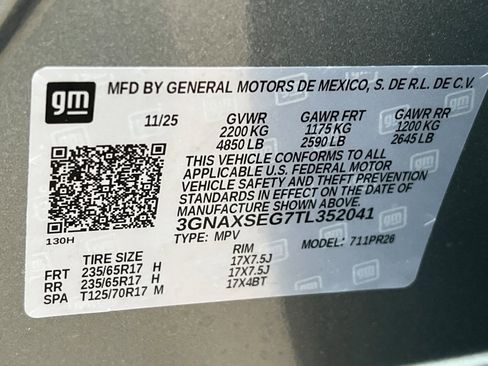 gm
MFD BY GENERAL MOTORS DE MEXICO, S. DE R.L. DE C.V.
11/25 GVWR GAWR FRT GAWR RR
2200 KG 1175 KG 1200 KG
4850 LB 2590 LB 2645 LB
THIS VEHICLE CONFORMS TO ALL
APPLICABLE U.S. FEDERAL MOTOR
VEHICLE SAFETY AND THEFT PREVENTION
STANDARDS IN EFFECT ON THE DATE OF
MANUFACTURE SHOWN ABOVE.
3GNAXSEG7TL352041
130H TYPE: MPV MODEL: 711PR26
TIRE SIZE RIM
FRT 235/65R17 H 17X7.5J
RR 235/65R17 H 17X7.5J
SPA T125/70R17 M 17X4BT